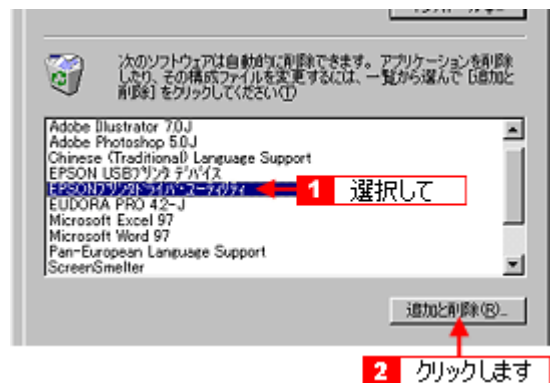 次のソフトウェアは自動的に削除できます。アプリケーションを削除
したり、その構成ファイルを変更するには、一覧から選んで [追加と
削除] をクリックしてください(I)
Adobe Illustrator 7.0J
Adobe Photoshop 5.0J
Chinese (Traditional) Language Support
EPSON USBプリンタ デバイス
EPSONプリンタドライバ・ユーティリティ
1 選択して
EUDORA PRO 4.2-J
Microsoft Excel 97
Microsoft Word 97
Pan-European Language Support
ScreenSmelter
追加と削除(R)...
2 クリックします